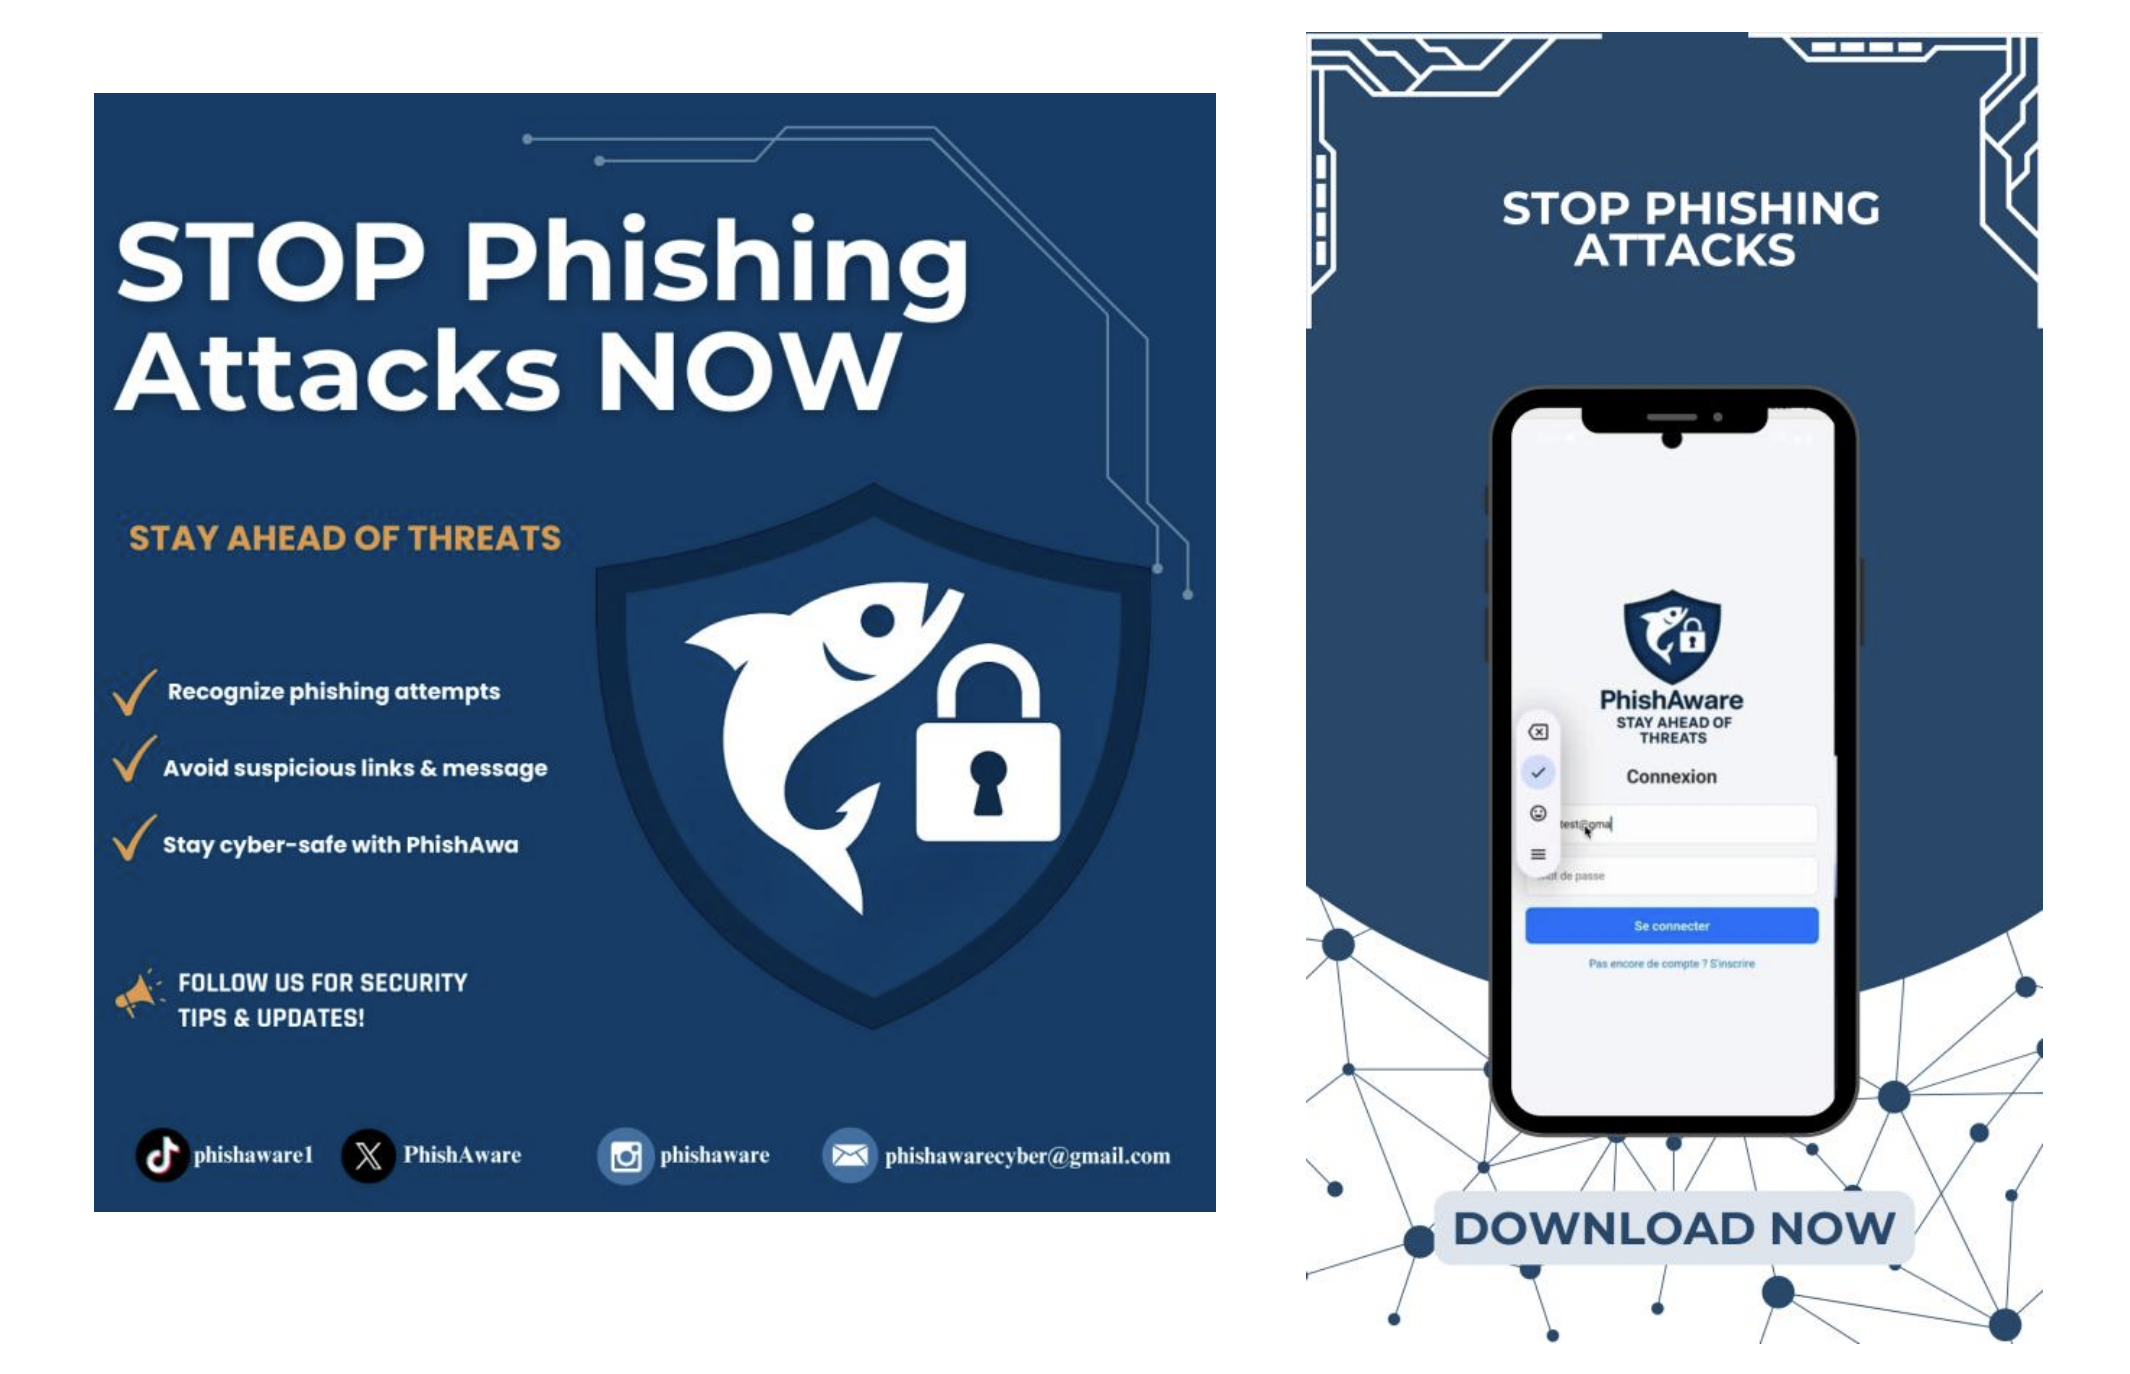 STOP Phishing
Attacks NOW
STAY AHEAD OF THREATS
Recognize phishing attempts
Avoid suspicious links & message
Stay cyber-safe with PhishAwa
FOLLOW US FOR SECURITY
TIPS & UPDATES!
phishaware1
PhishAware
phishaware
phishawarecyber@gmail.com
STOP PHISHING
ATTACKS
PhishAware
STAY AHEAD OF
THREATS
Connexion
test@gma
de passe
Se connecter
Pas encore de compte ? S'inscrire
DOWNLOAD NOW